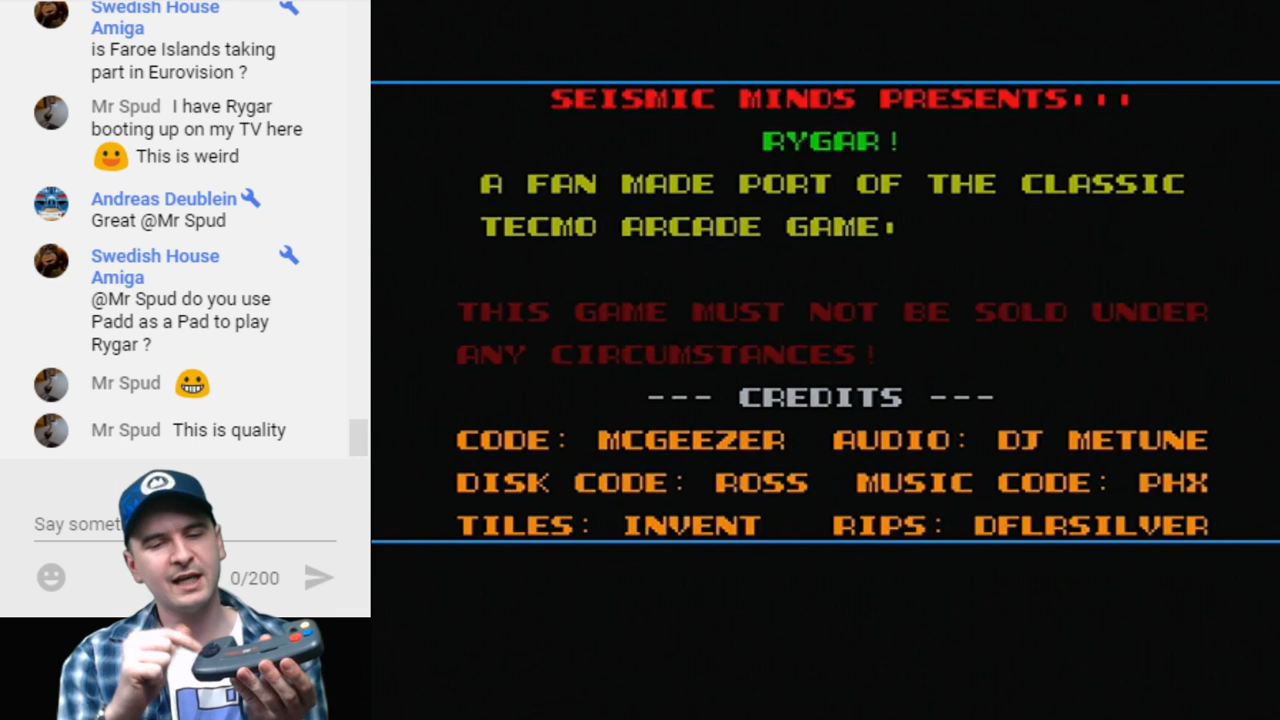 Swedish House
Amiga
is Faroe Islands taking
part in Eurovision ?
Mr Spud I have Rygar
booting up on my TV here
This is weird
Andreas Deublein
Great @Mr Spud
Swedish House
Amiga
@Mr Spud do you use
Padd as a Pad to play
Rygar ?
Mr Spud
Mr Spud This is quality
Say somet
0/200
SEISMIC MINDS PRESENTS...
RYGAR!
A FAN MADE PORT OF THE CLASSIC
TECMO ARCADE GAME.
THIS GAME MUST NOT BE SOLD UNDER
ANY CIRCUMSTANCES!
--- CREDITS ---
CODE: MCGEEZER AUDIO: DJ METUNE
DISK CODE: ROSS MUSIC CODE: PHX
TILES: INVENT RIPS: DFLRSILVER